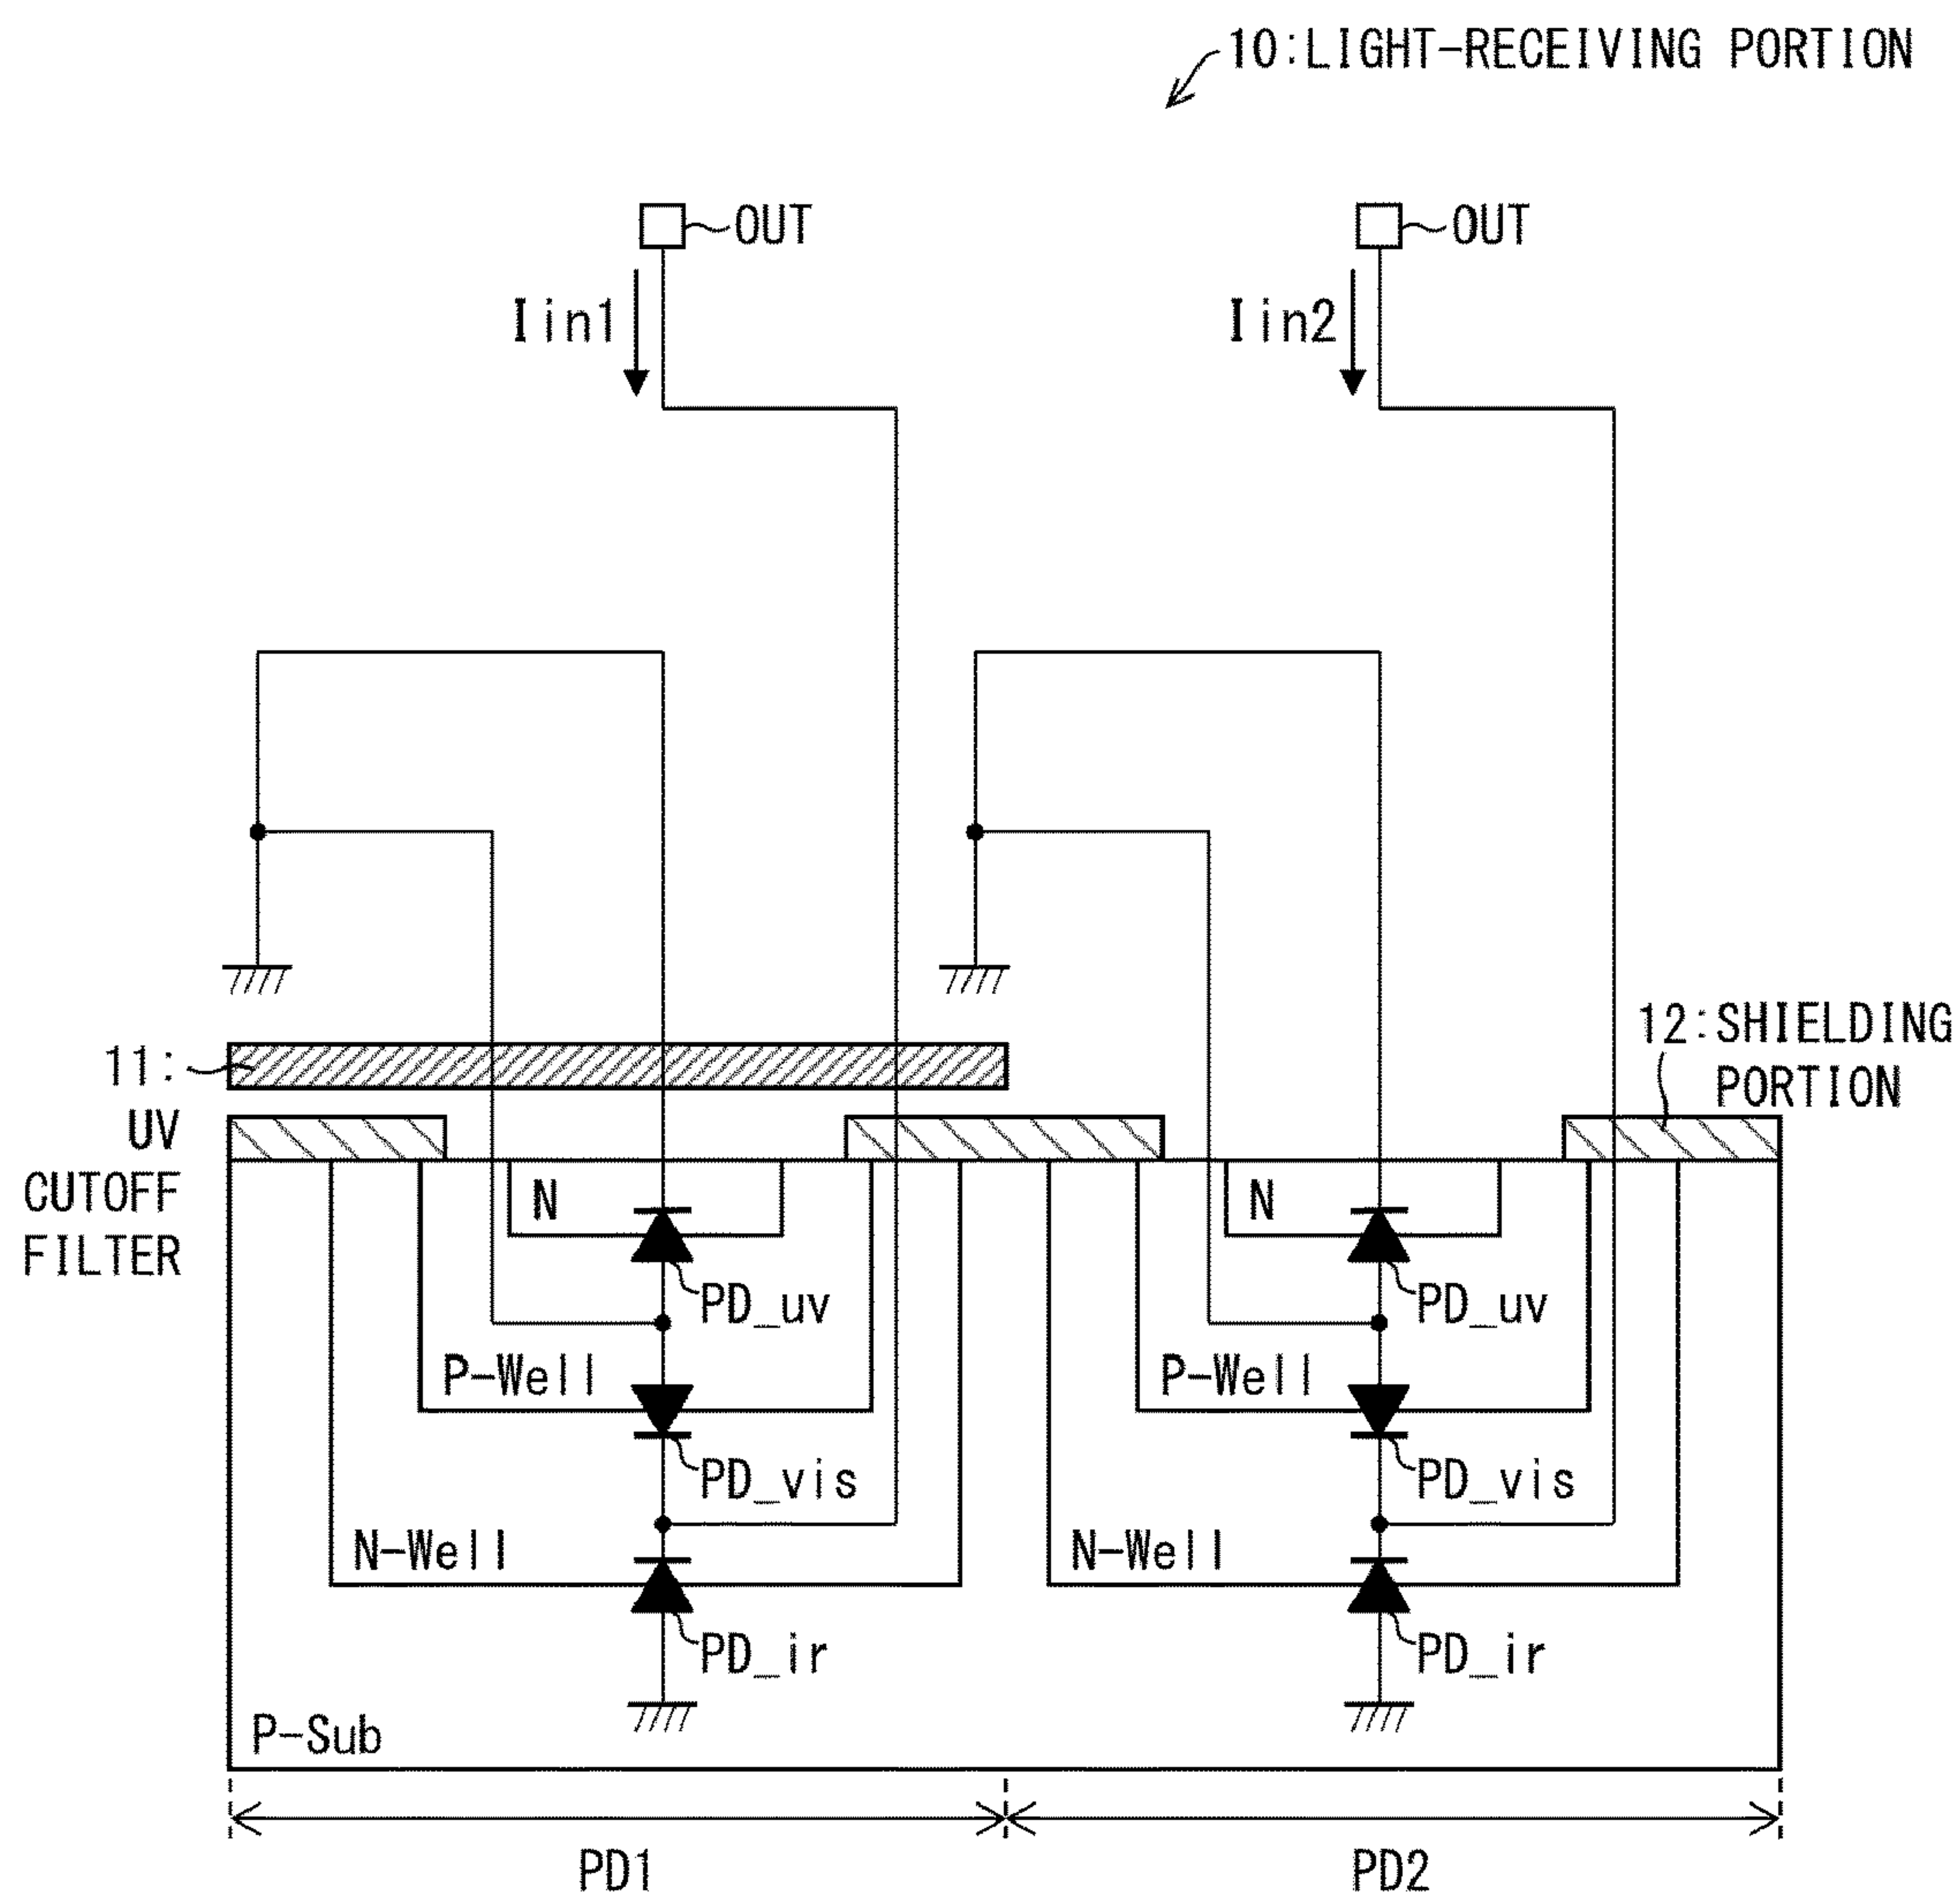 10:LIGHT-RECEIVING PORTION
OUT
OUT
Iin1
Iin2
11:
UV
CUTOFF
FILTER
12:SHIELDING
PORTION
N
PD_uv
P-Well
PD_vis
N-Well
PD_ir
N
PD_uv
P-Well
PD_vis
N-Well
PD_ir
P-Sub
PD1
PD2